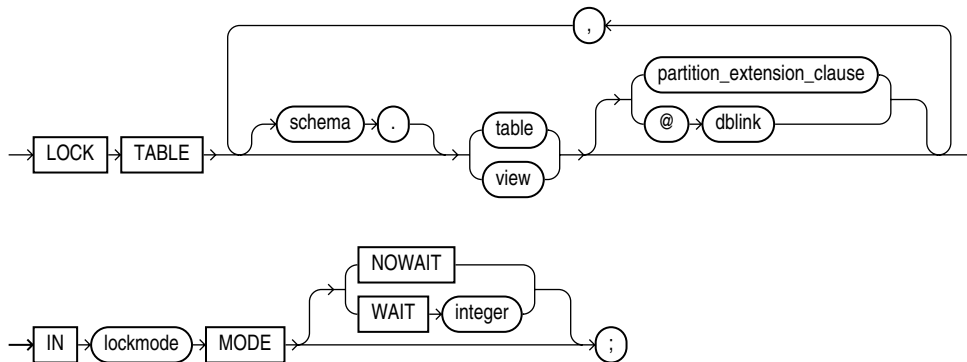 ,
partition_extension_clause
schema . table
@ dblink
LOCK TABLE
view
NOWAIT
WAIT integer
IN lockmode MODE ;